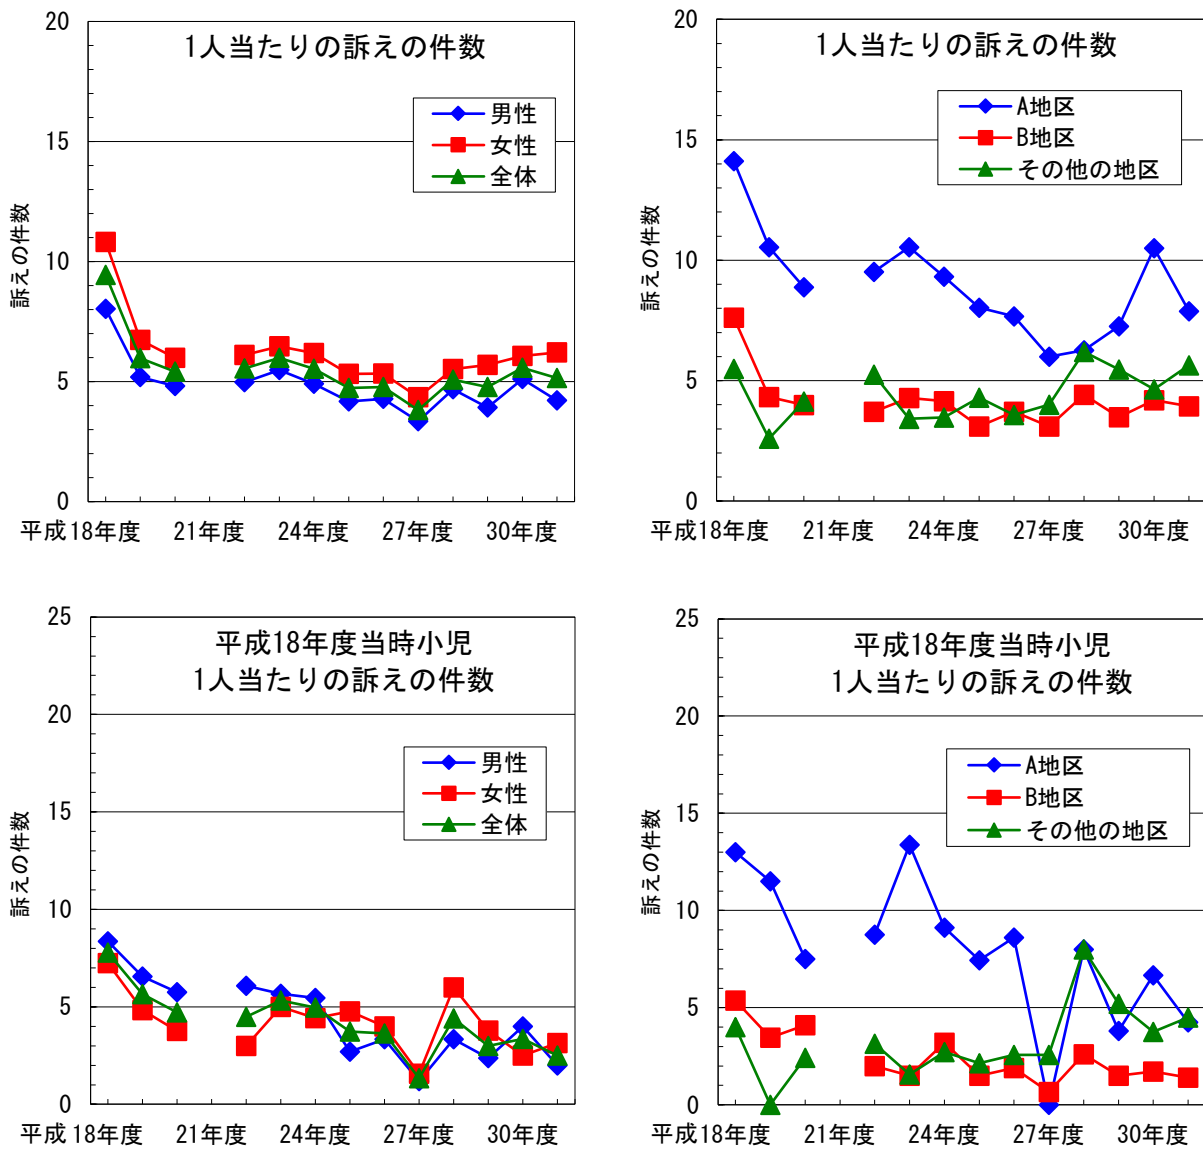 1人当たりの訴えの件数
男性
女性
全体
訴えの件数
20
15
10
5
0
平成18年度 21年度 24年度 27年度 30年度
1人当たりの訴えの件数
A地区
B地区
その他の地区
訴えの件数
20
15
10
5
0
平成18年度 21年度 24年度 27年度 30年度
平成18年度当時小児
1人当たりの訴えの件数
男性
女性
全体
訴えの件数
25
20
15
10
5
0
平成18年度 21年度 24年度 27年度 30年度
平成18年度当時小児
1人当たりの訴えの件数
A地区
B地区
その他の地区
訴えの件数
25
20
15
10
5
0
平成18年度 21年度 24年度 27年度 30年度